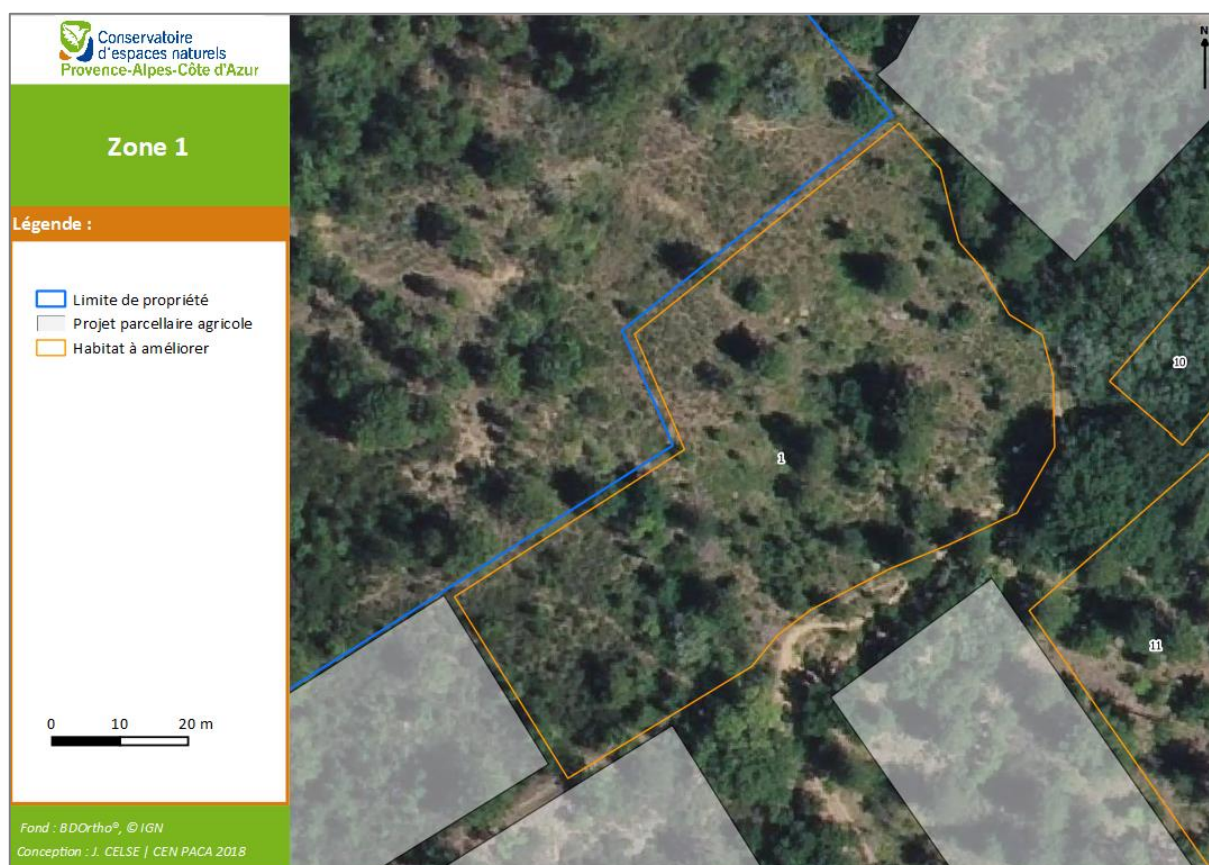 Conservatoire
d'espaces naturels
Provence-Alpes-Côte d'Azur
Zone 1
Légende :
Limite de propriété
Projet parcellaire agricole
Habitat à améliorer
0 10 20 m
Fond : BDOrtho®, © IGN
Conception : J. CELSE | CEN PACA 2018
N
10
1
11